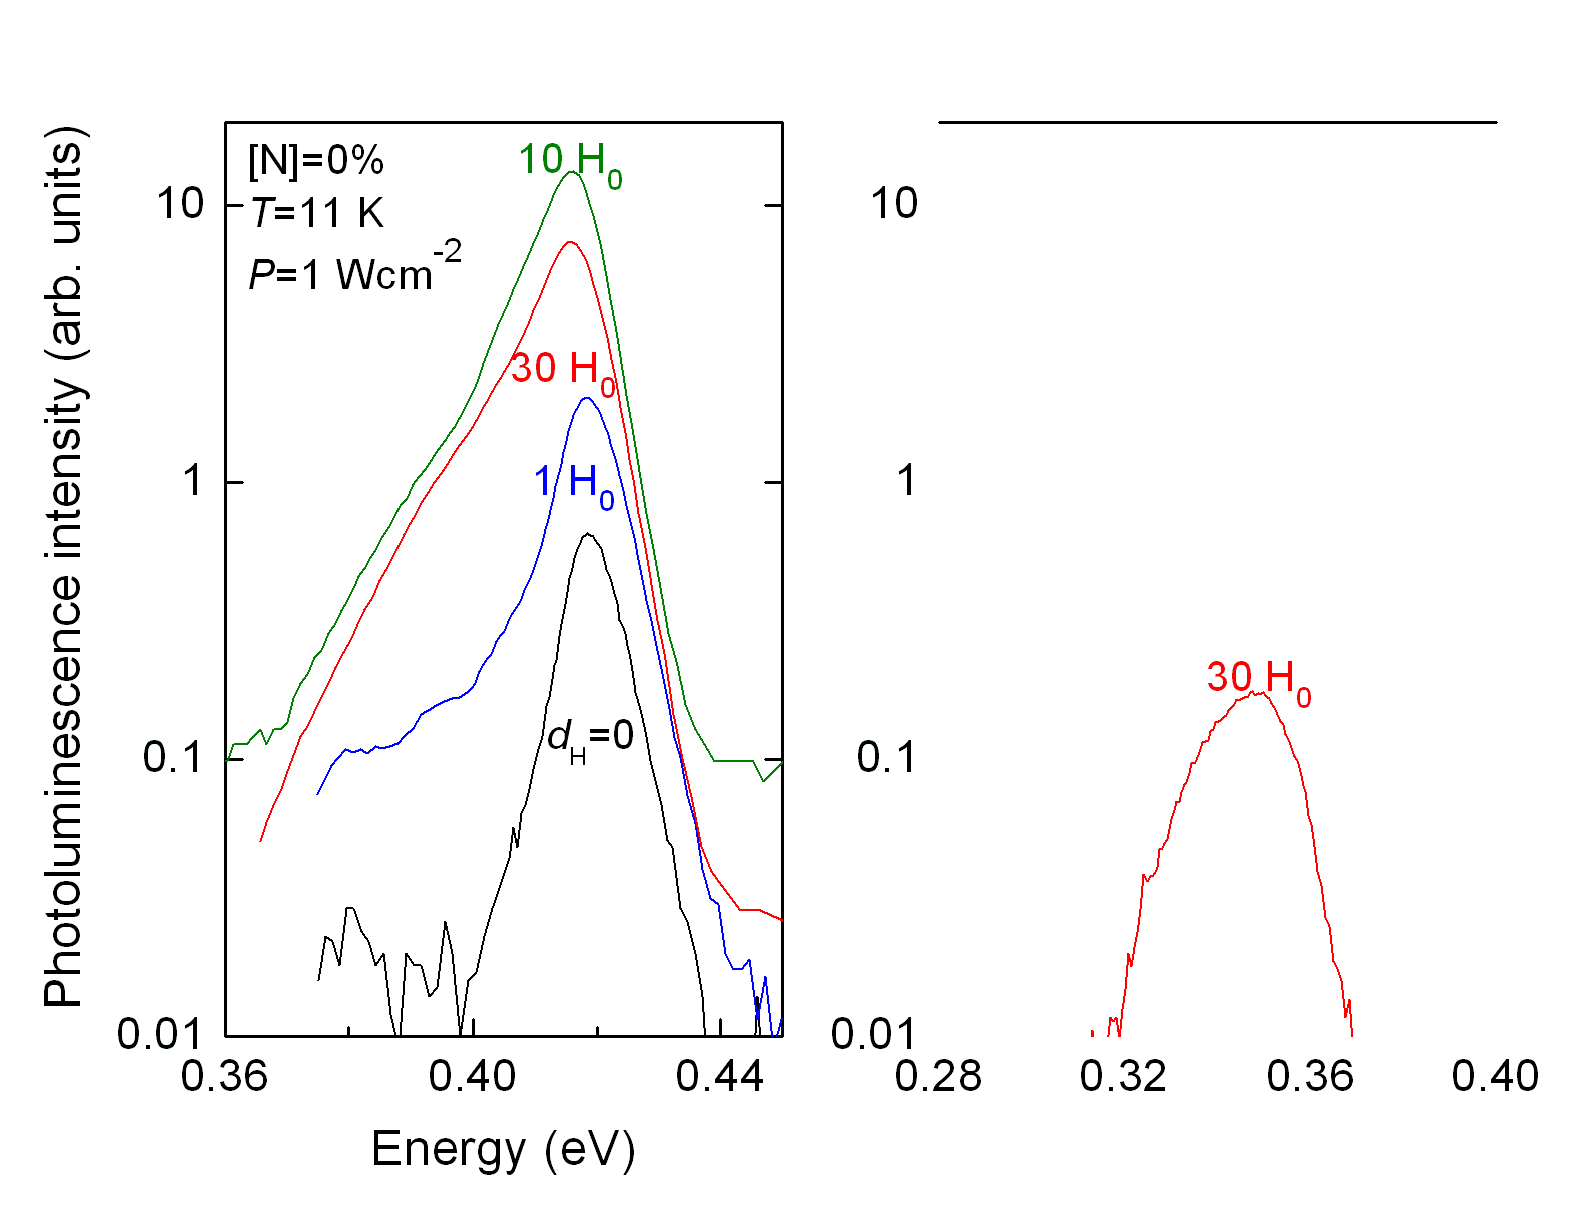 Photoluminescence intensity (arb. units)
[N]=0%
T=11 K
P=1 Wcm-2
10 H0
30 H0
1 H0
dH=0
10
1
0.1
0.01
0.36
0.40
0.44
Energy (eV)
10
1
0.1
0.01
30 H0
0.28
0.32
0.36
0.40